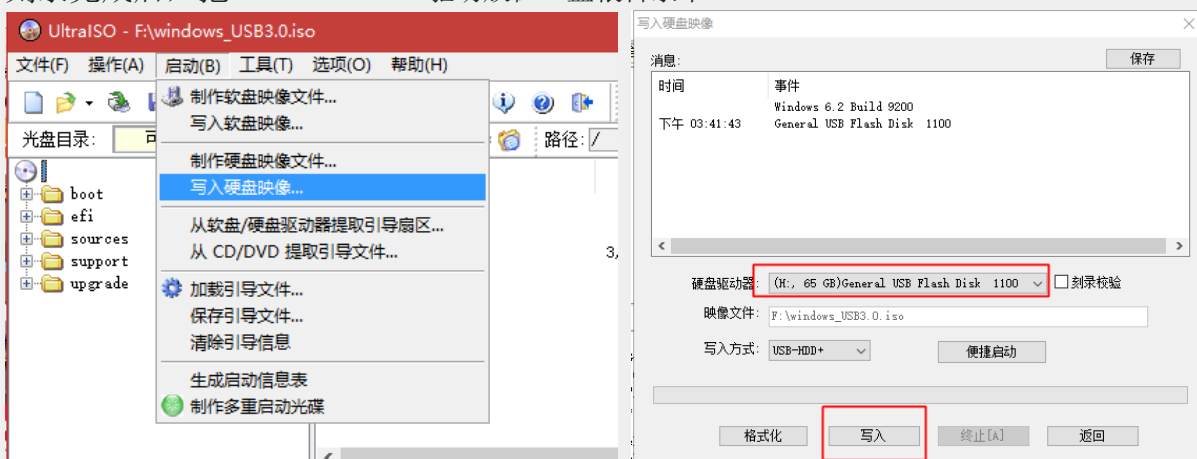 UltraISO - F:\windows_USB3.0.iso
文件(F) 操作(A) 启动(B) 工具(T) 选项(O) 帮助(H)
制作软盘映像文件...
写入软盘映像...
光盘目录:
路径: /
制作硬盘映像文件...
写入硬盘映像...
从软盘/硬盘驱动器提取引导扇区...
从 CD/DVD 提取引导文件...
加载引导文件...
保存引导文件...
清除引导信息
生成启动信息表
制作多重启动光碟
boot
efi
sources
support
upgrade
3,
写入硬盘映像
消息:
保存
时间 事件
Windows 6.2 Build 9200
下午 03:41:43 General USB Flash Disk 1100
硬盘驱动器: (H:, 65 GB)General USB Flash Disk 1100 刻录校验
映像文件: F:\windows_USB3.0.iso
写入方式: USB-HDD+ 便捷启动
格式化 写入 终止[A] 返回